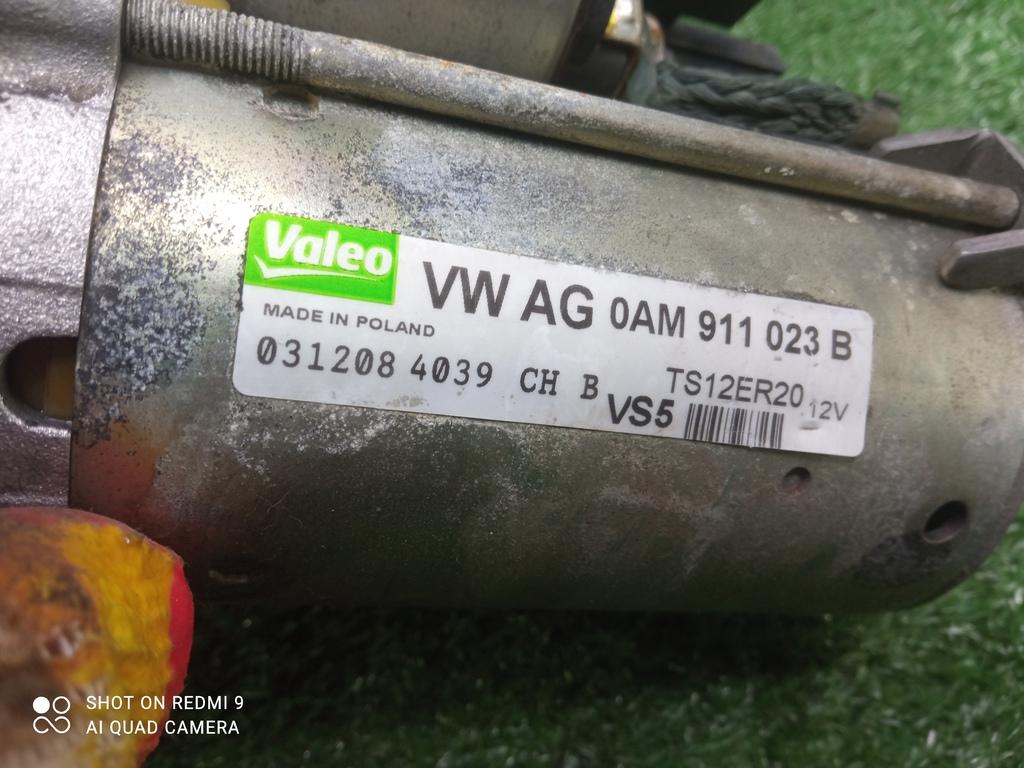 Valeo
VW AG 0AM 911 023 B
MADE IN POLAND
031208 4039 CH B
TS12ER20 12V
VS5
SHOT ON REDMI 9
AI QUAD CAMERA